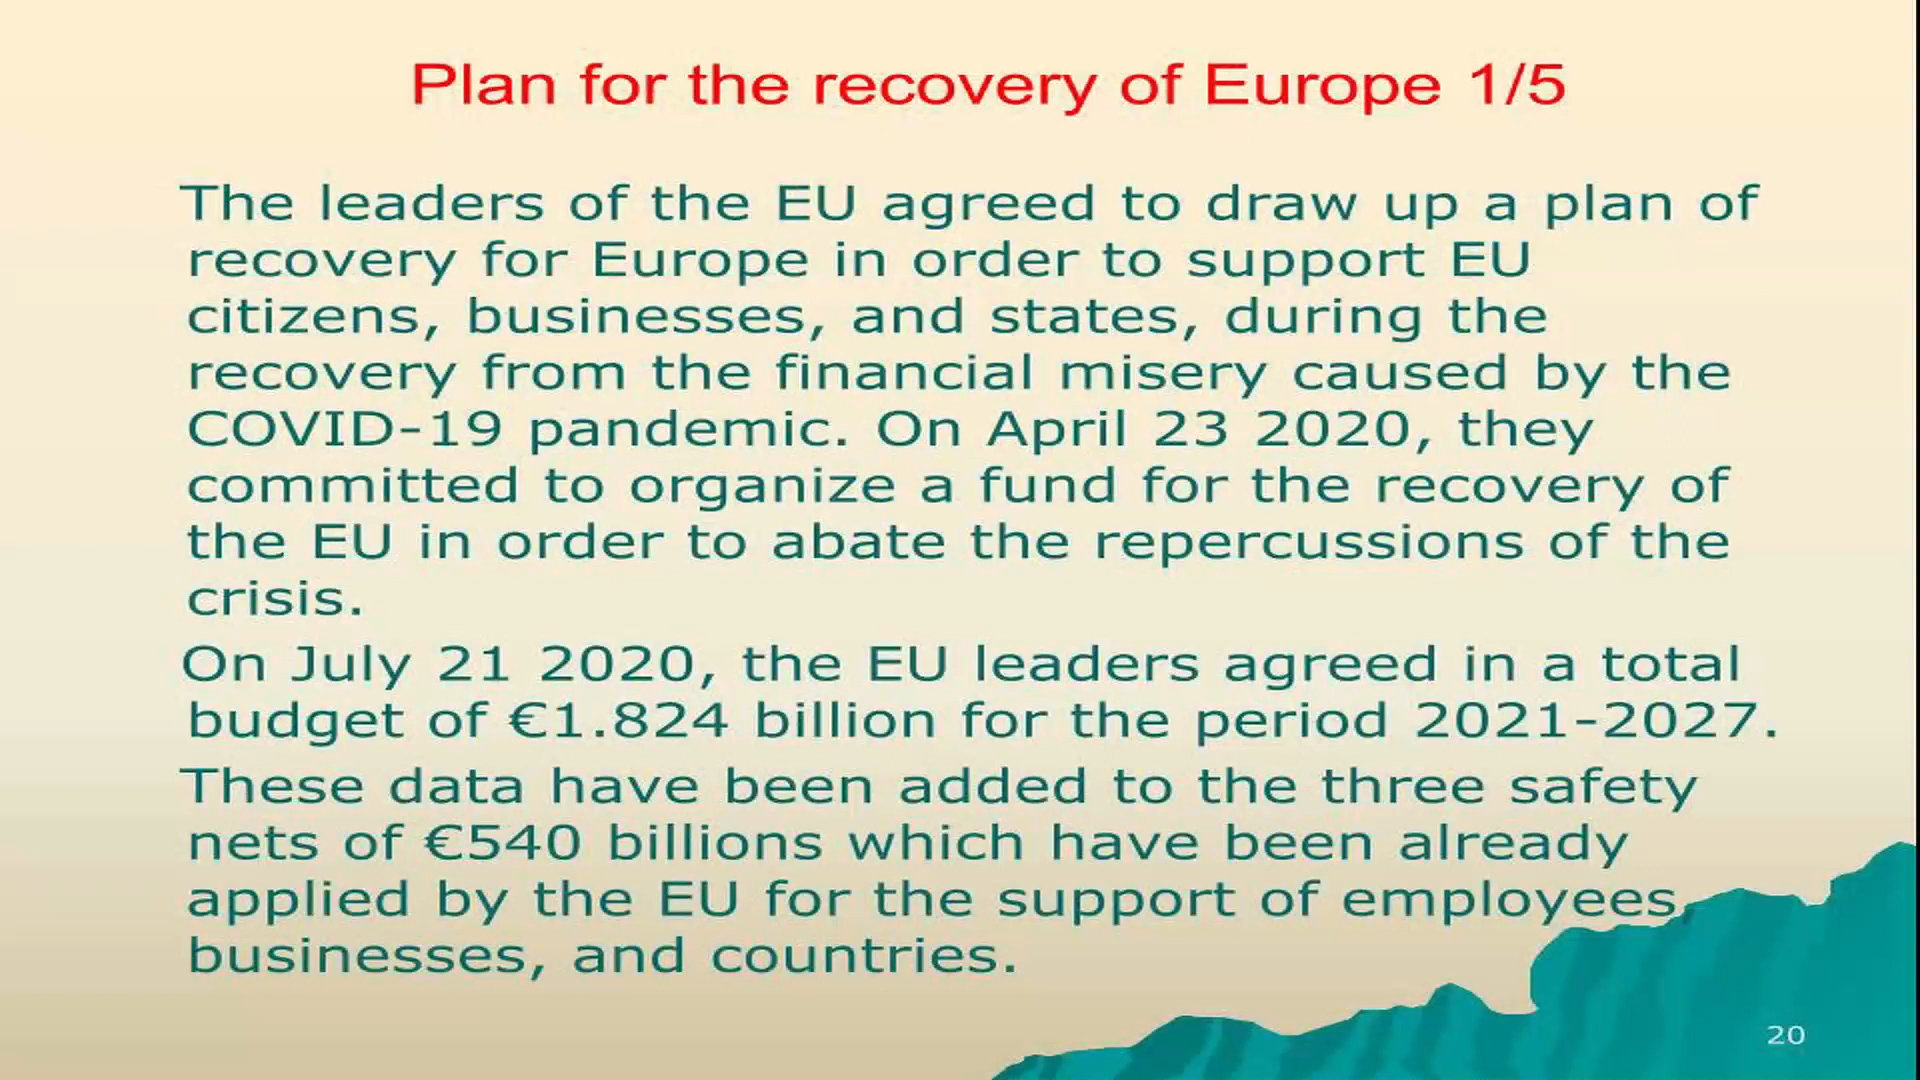 Plan for the recovery of Europe 1/5
The leaders of the EU agreed to draw up a plan of
recovery for Europe in order to support EU
citizens, businesses, and states, during the
recovery from the financial misery caused by the
COVID-19 pandemic. On April 23 2020, they
committed to organize a fund for the recovery of
the EU in order to abate the repercussions of the
crisis.
On July 21 2020, the EU leaders agreed in a total
budget of €1.824 billion for the period 2021-2027.
These data have been added to the three safety
nets of €540 billions which have been already
applied by the EU for the support of employees,
businesses, and countries.
20